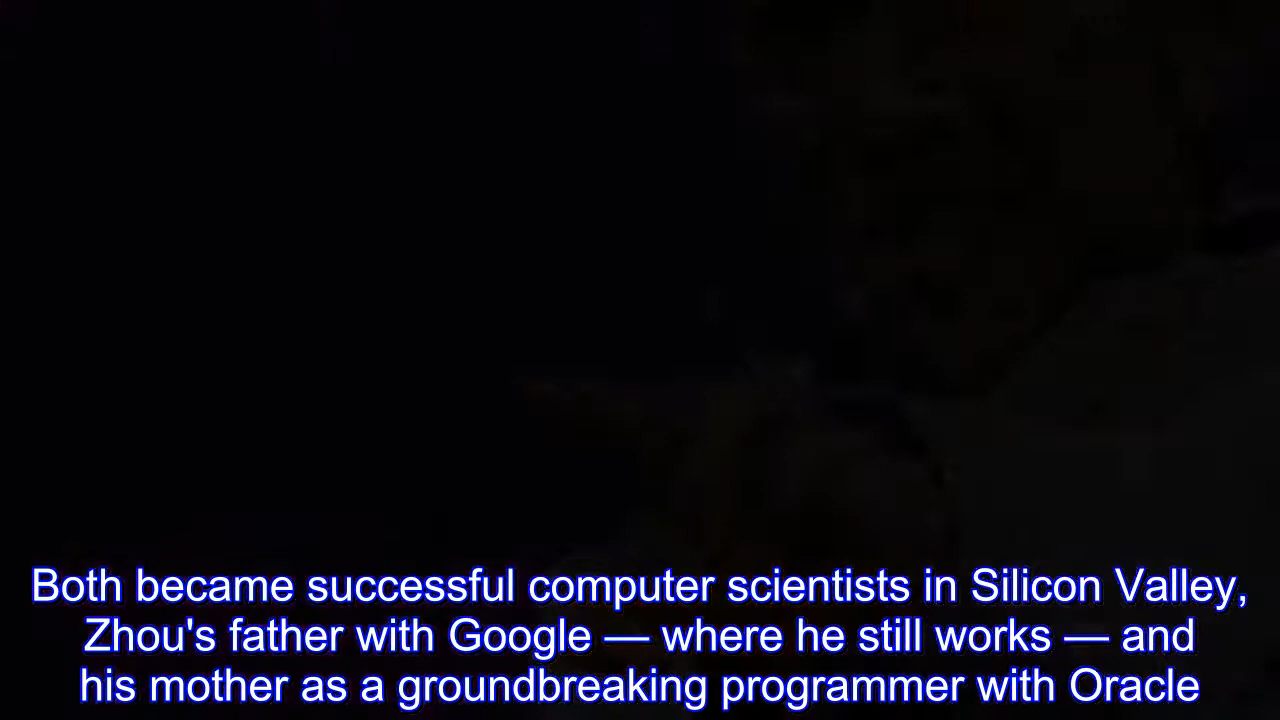 Both became successful computer scientists in Silicon Valley,
Zhou's father with Google — where he still works — and
his mother as a groundbreaking programmer with Oracle